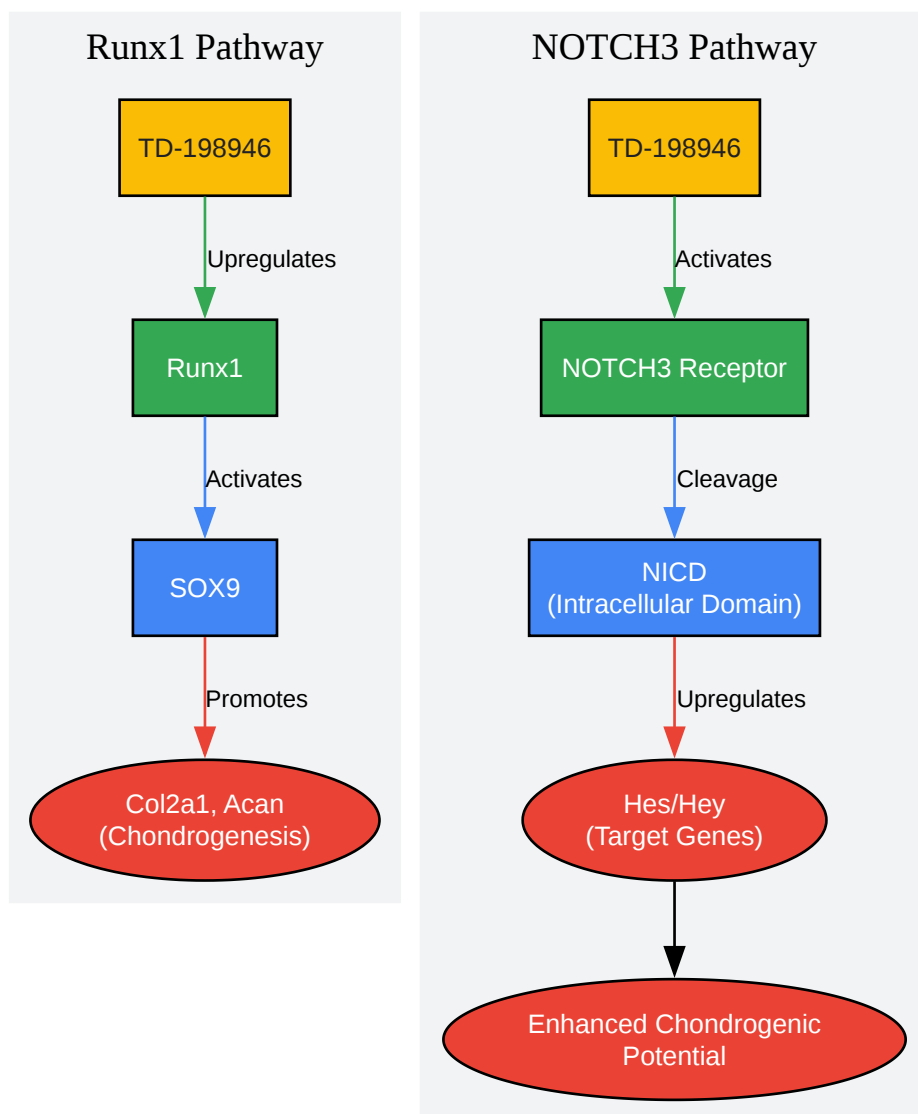 Runx1 Pathway
TD-198946
Upregulates
Runx1
Activates
SOX9
Promotes
Col2a1, Acan
(Chondrogenesis)
NOTCH3 Pathway
TD-198946
Activates
NOTCH3 Receptor
Cleavage
NICD
(Intracellular Domain)
Upregulates
Hes/Hey
(Target Genes)
Enhanced Chondrogenic
Potential